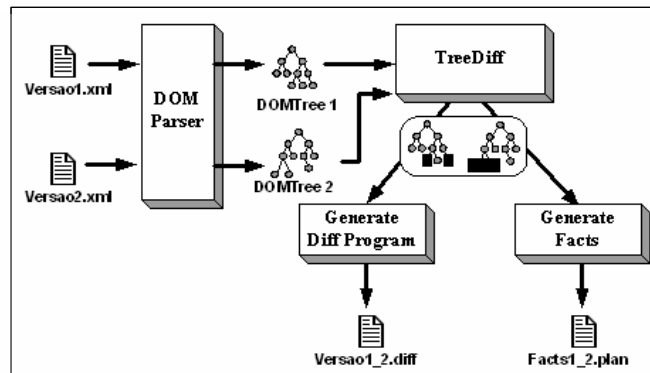 Versao1.xml
Versao2.xml
DOM
Parser
DOMTree 1
DOMTree 2
TreeDiff
Generate
Diff Program
Generate
Facts
Versao1_2.diff
Facts1_2.plan